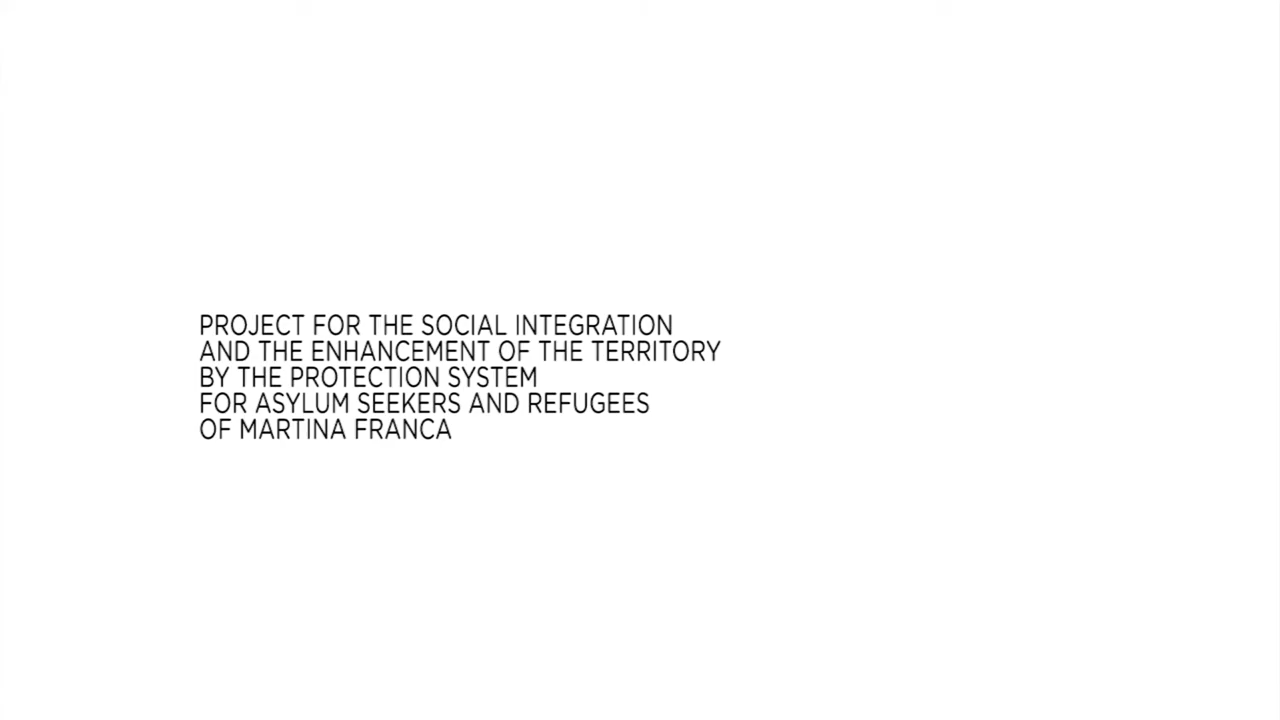 PROJECT FOR THE SOCIAL INTEGRATION
AND THE ENHANCEMENT OF THE TERRITORY
BY THE PROTECTION SYSTEM
FOR ASYLUM SEEKERS AND REFUGEES
OF MARTINA FRANCA